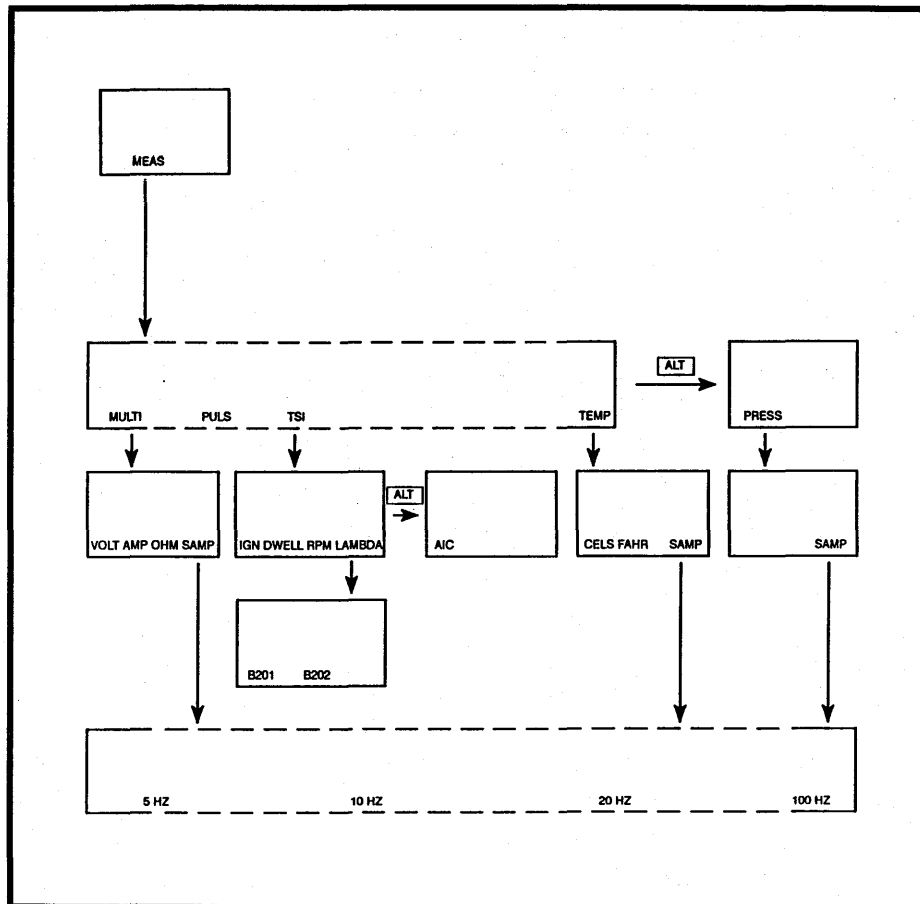 MEAS
ALT
MULTI PULS TSI TEMP PRESS
ALT
VOLT AMP OHM SAMP IGN DWELL RPM LAMBDA AIC CELS FAHR SAMP SAMP
B201 B202
5 HZ 10 HZ 20 HZ 100 HZ